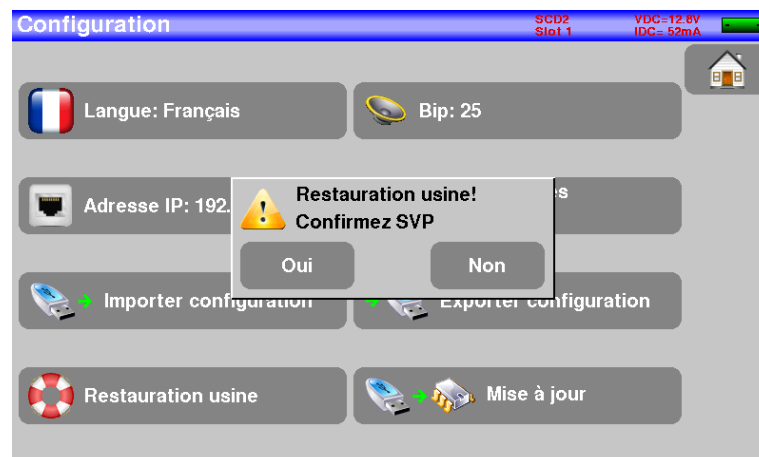 Configuration
SCD2
Slot 1
VDC=12.8V
IDC= 52mA
Langue: Français
Bip: 25
Adresse IP: 192.
Restauration usine!
Confirmez SVP
Oui
Non
Importer configuration
Exporter configuration
Restauration usine
Mise à jour